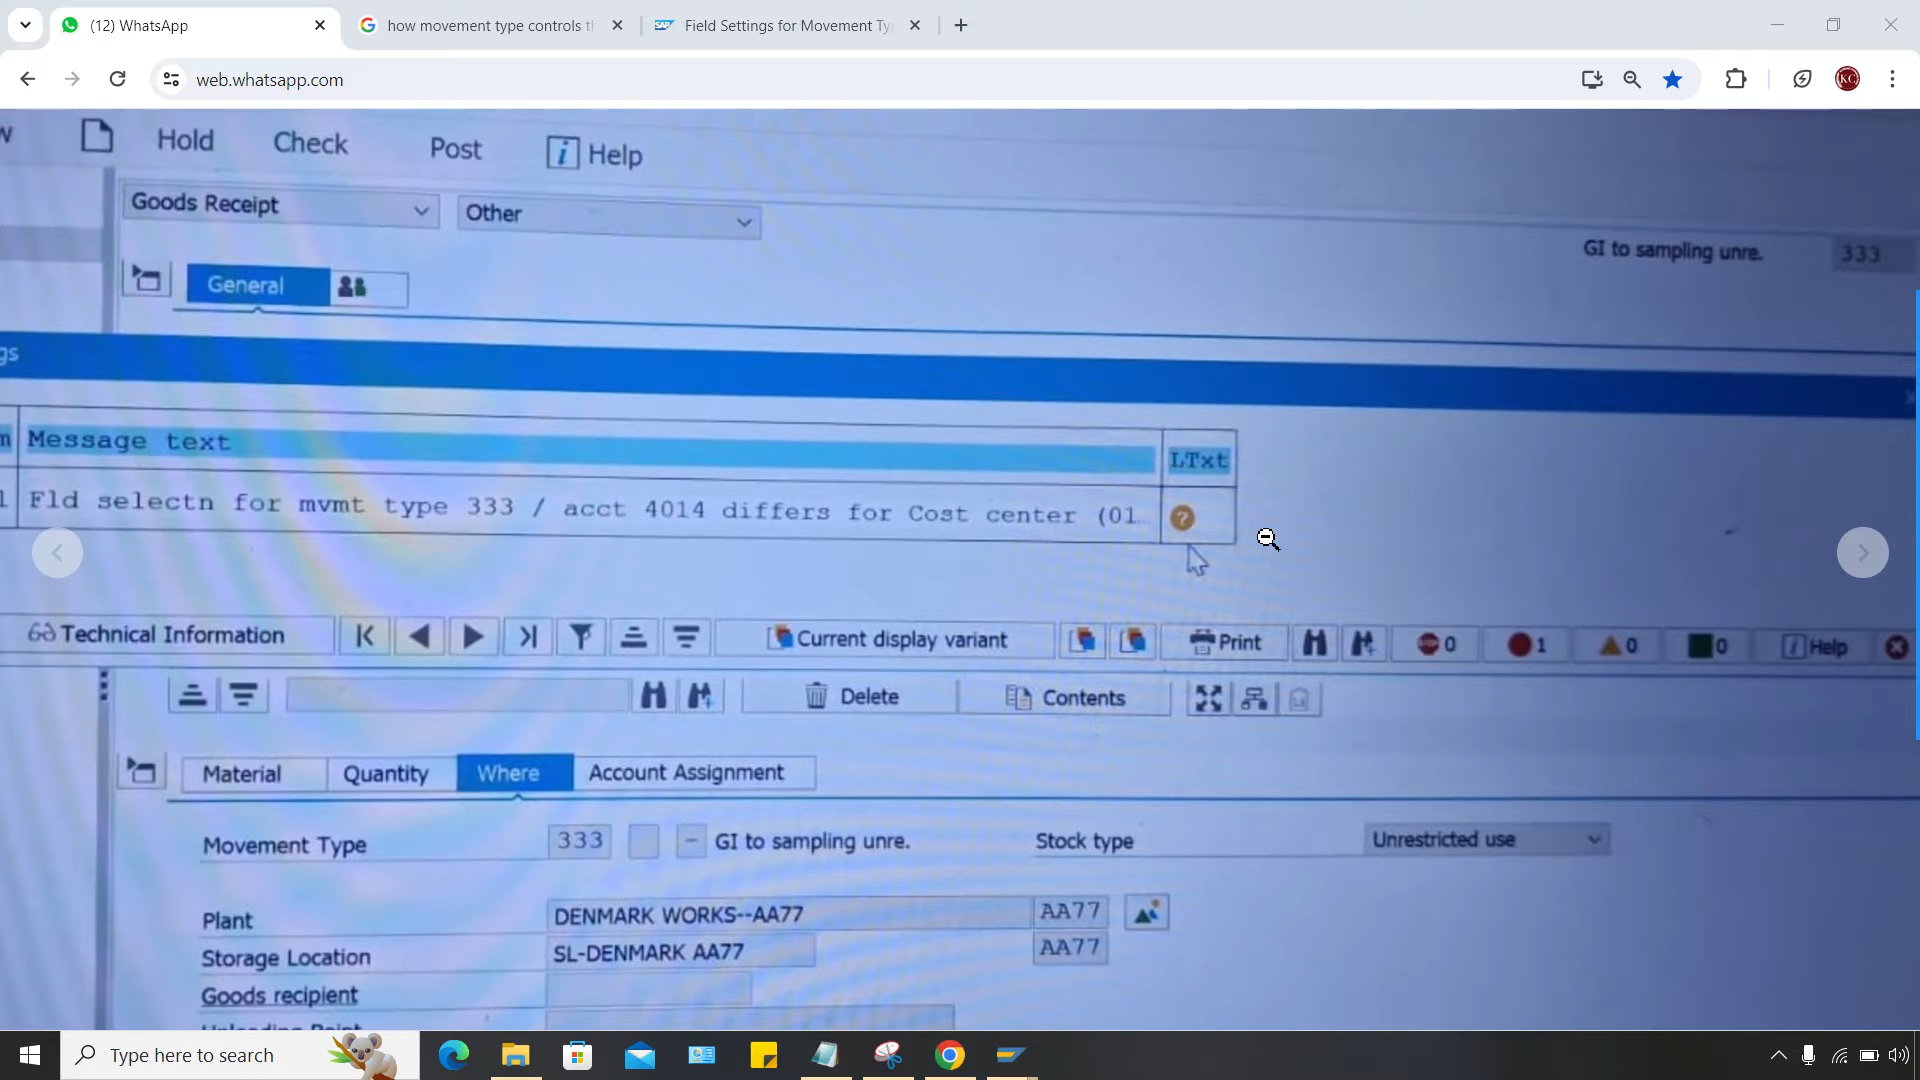 (12) WhatsApp
how movement type controls th
SAP
Field Settings for Movement Ty
web.whatsapp.com
KC
Hold
Check
Post
Help
Goods Receipt
Other
GI to sampling unre.
333
General
gs
Message text
LTxt
Fld selectn for mvmt type 333 / acct 4014 differs for Cost center (01
?
Technical Information
Current display variant
Print
0
1
0
0
Help
Delete
Contents
Material
Quantity
Where
Account Assignment
Movement Type
333
-
GI to sampling unre.
Stock type
Unrestricted use
Plant
DENMARK WORKS--AA77
AA77
Storage Location
SL-DENMARK AA77
AA77
Goods recipient
Type here to search